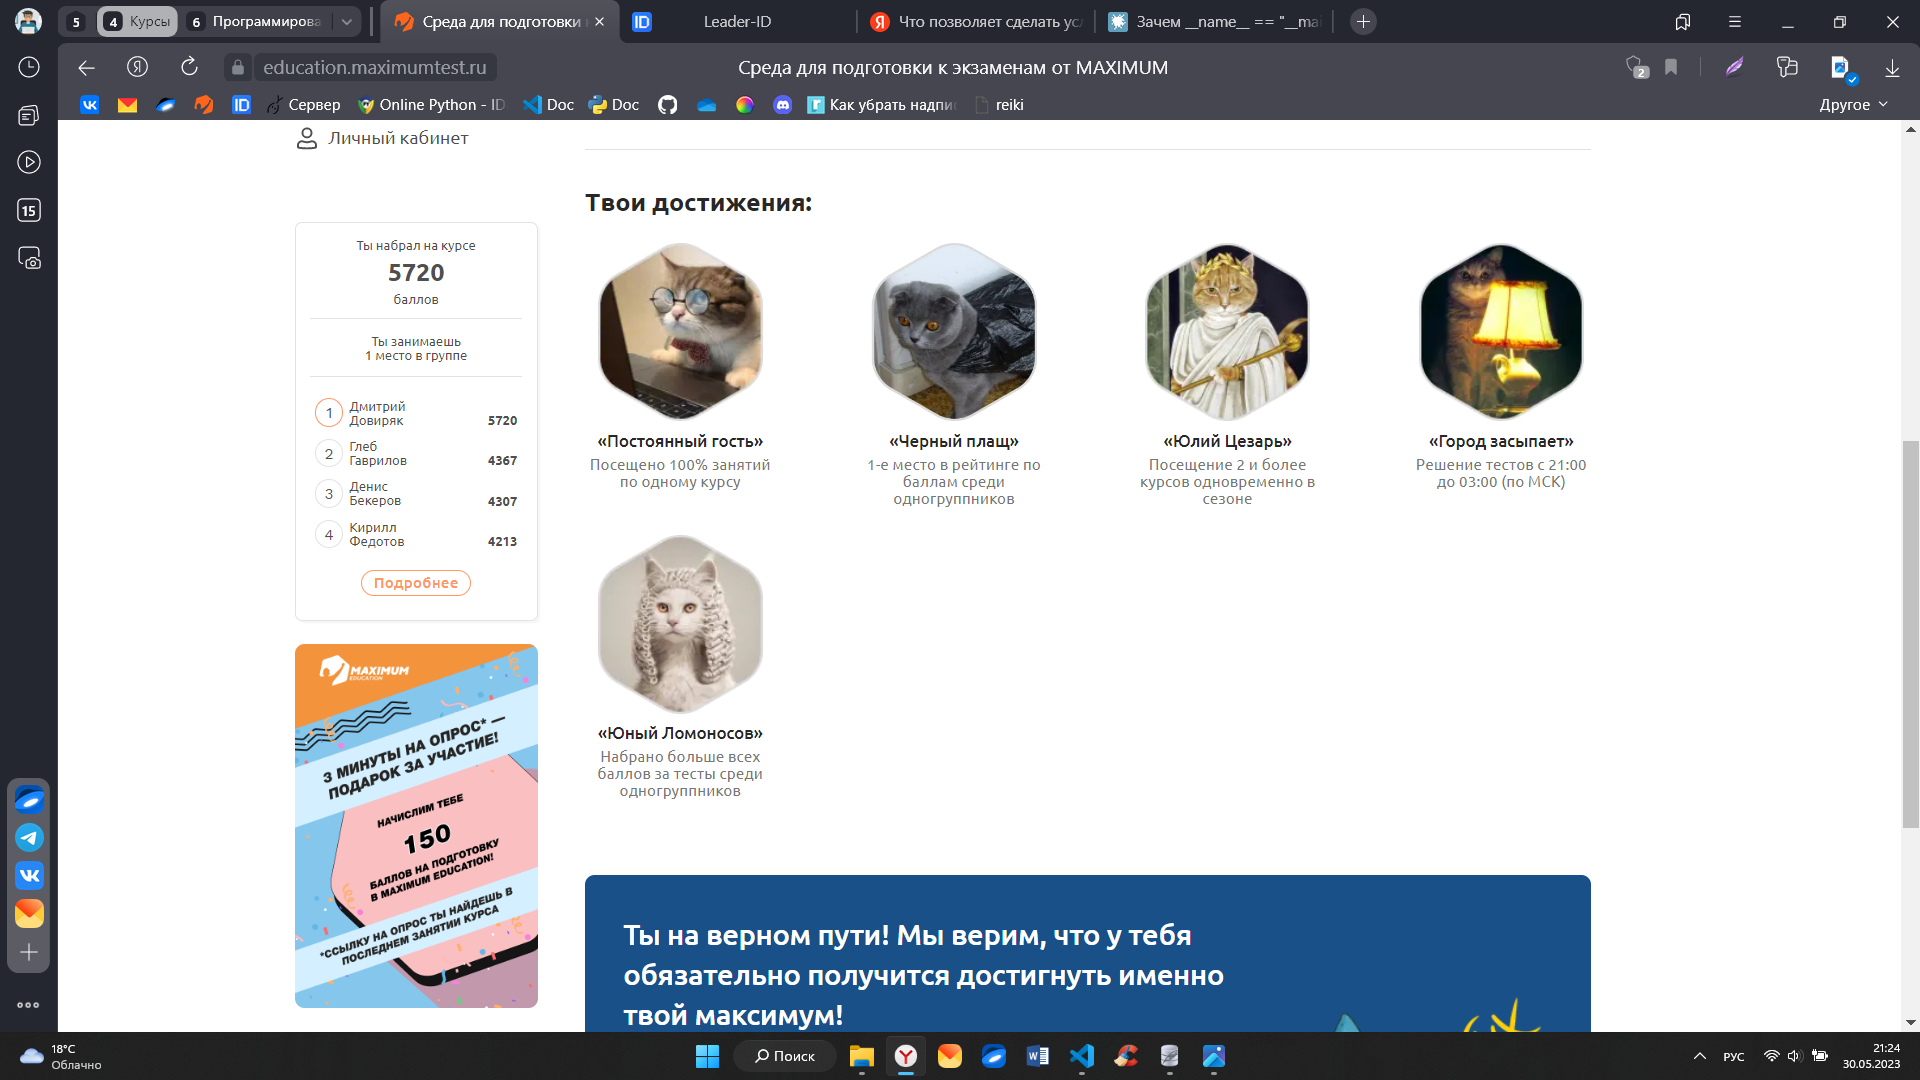 5
4 Курсы
6 Программирова
Среда для подготовки
Leader-ID
Что позволяет сделать усл
Зачем __name__ == "__mai
education.maximumtest.ru
Среда для подготовки к экзаменам от MAXIMUM
2
Сервер
Online Python - ID
Doc
Doc
Как убрать надпи
reiki
Другое
15
Личный кабинет
Твои достижения:
Ты набрал на курсе
5720
баллов
Ты занимаешь
1 место в группе
1 Дмитрий
Довиряк 5720
2 Глеб
Гаврилов 4367
3 Денис
Бекеров 4307
4 Кирилл
Федотов 4213
Подробнее
«Постоянный гость»
Посещено 100% занятий
по одному курсу
«Черный плащ»
1-е место в рейтинге по
баллам среди
одногруппников
«Юлий Цезарь»
Посещение 2 и более
курсов одновременно в
сезоне
«Город засыпает»
Решение тестов с 21:00
до 03:00 (по МСК)
«Юный Ломоносов»
Набрано больше всех
баллов за тесты среди
одногруппников
MAXIMUM
EDUCATION
3 МИНУТЫ НА ОПРОС* —
ПОДАРОК ЗА УЧАСТИЕ!
НАЧИСЛИМ ТЕБЕ
150
БАЛЛОВ НА ПОДГОТОВКУ
В MAXIMUM EDUCATION!
*ССЫЛКУ НА ОПРОС ТЫ НАЙДЕШЬ В
ПОСЛЕДНЕМ ЗАНЯТИИ КУРСА
Ты на верном пути! Мы верим, что у тебя
обязательно получится достигнуть именно
твой максимум!
18°C
Облачно
Поиск
РУС
21:24
30.05.2023